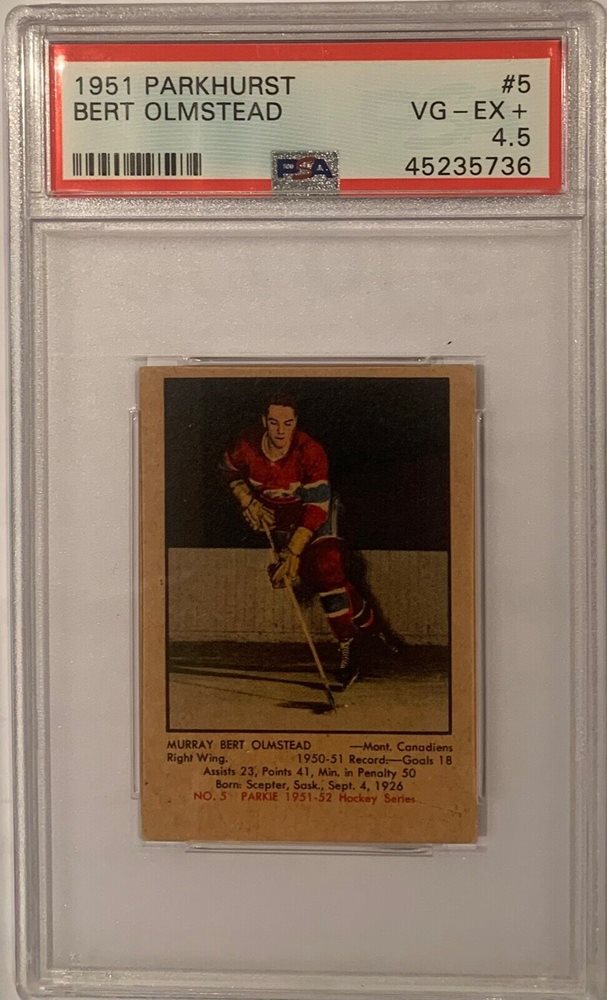 1951 PARKHURST #5
BERT OLMSTEAD VG-EX+
4.5
PSA 45235736
MURRAY BERT OLMSTEAD —Mont. Canadiens
Right Wing. 1950-51 Record:—Goals 18
Assists 23, Points 41, Min. in Penalty 50
Born: Scepter, Sask., Sept. 4, 1926
NO. 5 PARKIE 1951-52 Hockey Series